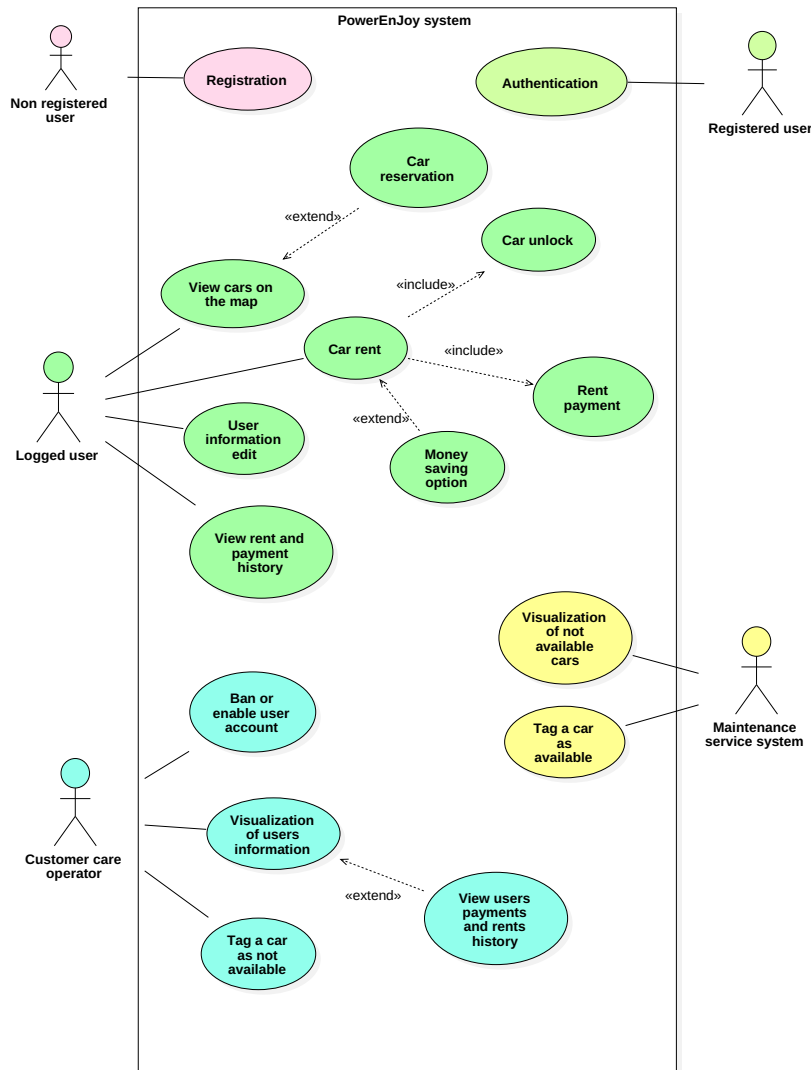 PowerEnJoy system
Non registered
user
Registration
Authentication
Registered user
Car
reservation
«extend»
Car unlock
View cars on
the map
«include»
Car rent
«include»
Rent
payment
Logged user
User
information
edit
«extend»
Money
saving
option
View rent and
payment
history
Visualization
of not
available
cars
Ban or
enable user
account
Tag a car
as
available
Maintenance
service system
Customer care
operator
Visualization
of users
information
«extend»
View users
payments
and rents
history
Tag a car
as not
available